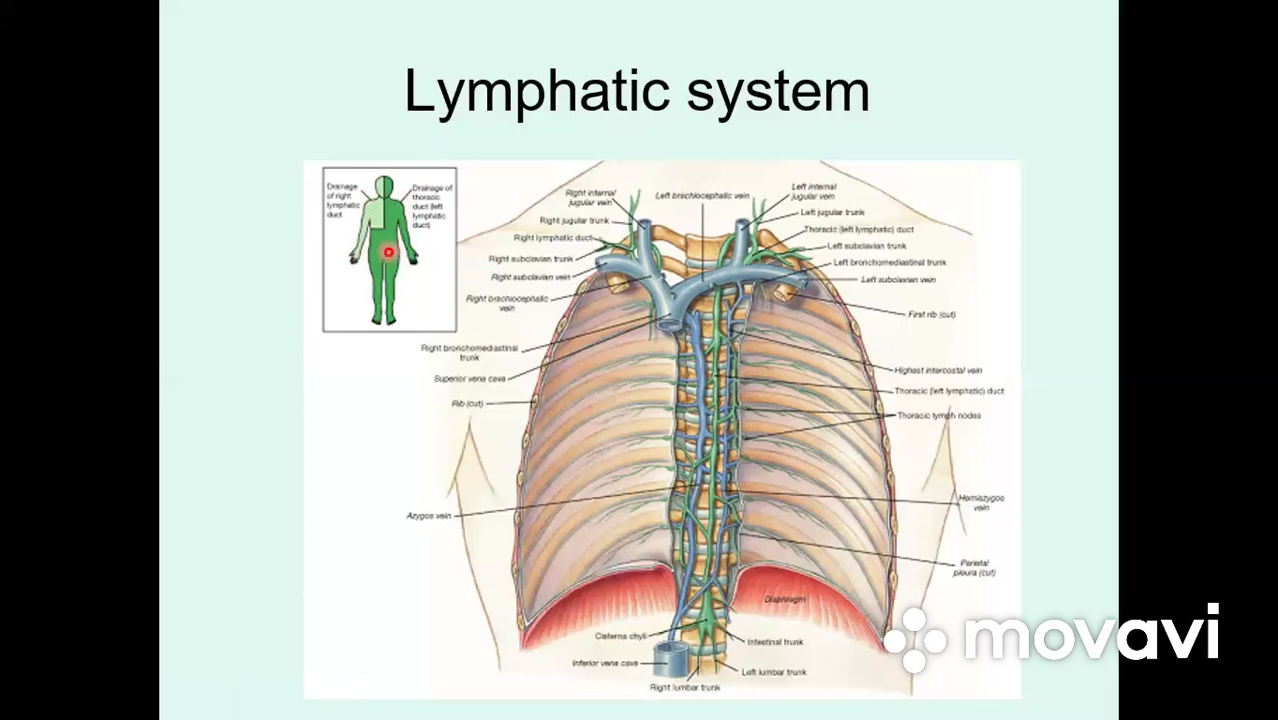 Lymphatic system
Drainage
of right
lymphatic
duct
Drainage of
thoracic
duct (left
lymphatic
duct)
Right internal
jugular vein
Right jugular trunk
Right lymphatic duct
Right subclavian trunk
Right subclavian vein
Right brachiocephalic
vein
Right bronchomediastinal
trunk
Superior vena cava
Rib (cut)
Azygos vein
Cisterna chyli
Inferior vena cava
Right lumbar trunk
Left brachiocephalic vein
Left internal
jugular vein
Left jugular trunk
Thoracic (left lymphatic) duct
Left subclavian trunk
Left bronchomediastinal trunk
Left subclavian vein
First rib (cut)
Highest intercostal vein
Thoracic (left lymphatic) duct
Thoracic lymph nodes
Hemiazygos
vein
Parietal
pleura (cut)
Diaphragm
Intestinal trunk
Left lumbar trunk
movavi